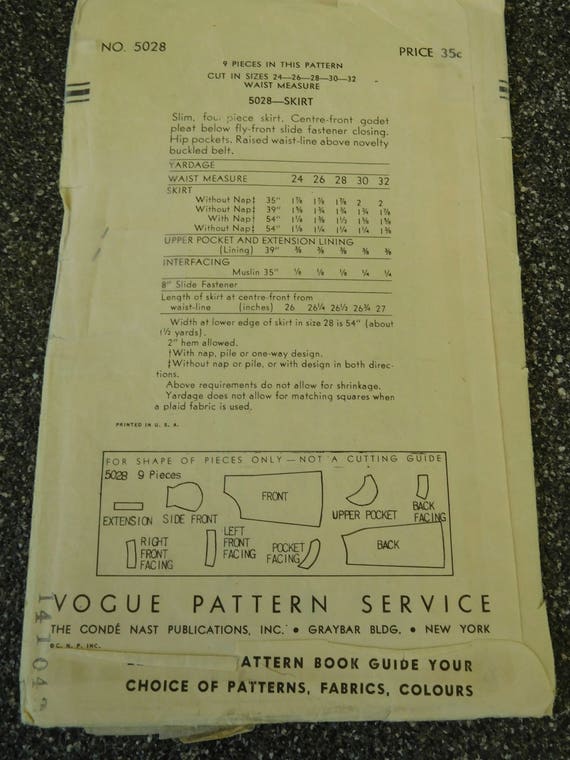 NO. 5028
PRICE 35c
9 PIECES IN THIS PATTERN
CUT IN SIZES 24—26—28—30—32
WAIST MEASURE
5028—SKIRT
Slim, four piece skirt. Centre-front godet
pleat below fly-front slide fastener closing.
Hip pockets. Raised waist-line above novelty
buckled belt.
YARDAGE
WAIST MEASURE 24 26 28 30 32
SKIRT
Without Nap‡ 35" 1⅞ 1⅞ 1⅞ 2 2
Without Nap‡ 39" 1⅝ 1¾ 1¾ 1¾ 1⅞
With Nap† 54" 1¼ 1⅜ 1½ 1⅝ 1⅝
Without Nap‡ 54" 1¼ 1¼ 1¼ 1¼ 1⅜
UPPER POCKET AND EXTENSION LINING
(Lining) 39" ⅜ ⅜ ⅜ ⅜ ⅜
INTERFACING
Muslin 35" ⅛ ⅛ ⅛ ¼ ¼
8" Slide Fastener
Length of skirt at centre-front from
waist-line (inches) 26 26¼ 26½ 26¾ 27
Width at lower edge of skirt in size 28 is 54" (about
1½ yards).
2" hem allowed.
†With nap, pile or one-way design.
‡Without nap or pile, or with design in both direc-
tions.
Above requirements do not allow for shrinkage.
Yardage does not allow for matching squares when
a plaid fabric is used.
PRINTED IN U. S. A.
FOR SHAPE OF PIECES ONLY—NOT A CUTTING GUIDE
5028 9 Pieces
EXTENSION
SIDE FRONT
FRONT
UPPER POCKET
BACK
FACING
RIGHT
FRONT
FACING
LEFT
FRONT
FACING
POCKET
FACING
BACK
VOGUE PATTERN SERVICE
THE CONDÉ NAST PUBLICATIONS, INC. • GRAYBAR BLDG. • NEW YORK
©C. N. P. INC.
ATTERN BOOK GUIDE YOUR
CHOICE OF PATTERNS, FABRICS, COLOURS